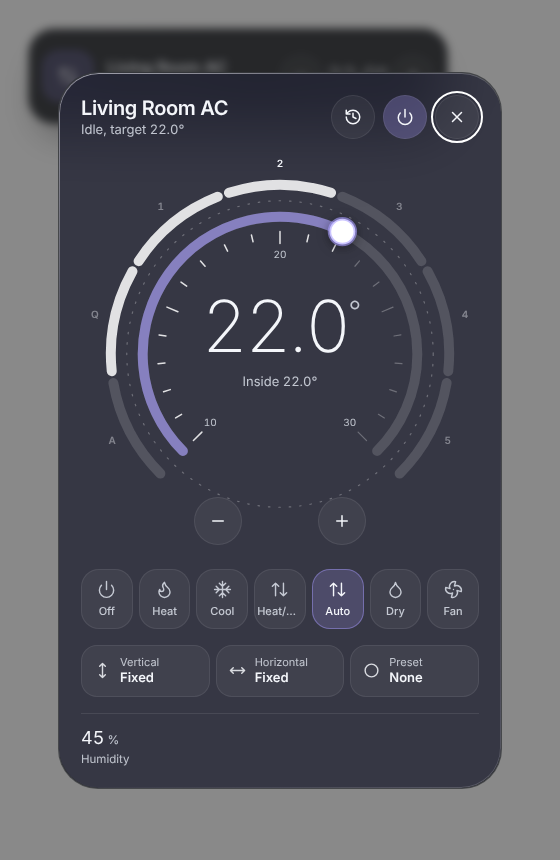 Living Room AC
Idle, target 22.0°
2
1
3
20
Q
4
22.0°
Inside 22.0°
10
30
A
5
Off
Heat
Cool
Heat/...
Auto
Dry
Fan
Vertical
Fixed
Horizontal
Fixed
Preset
None
45 %
Humidity